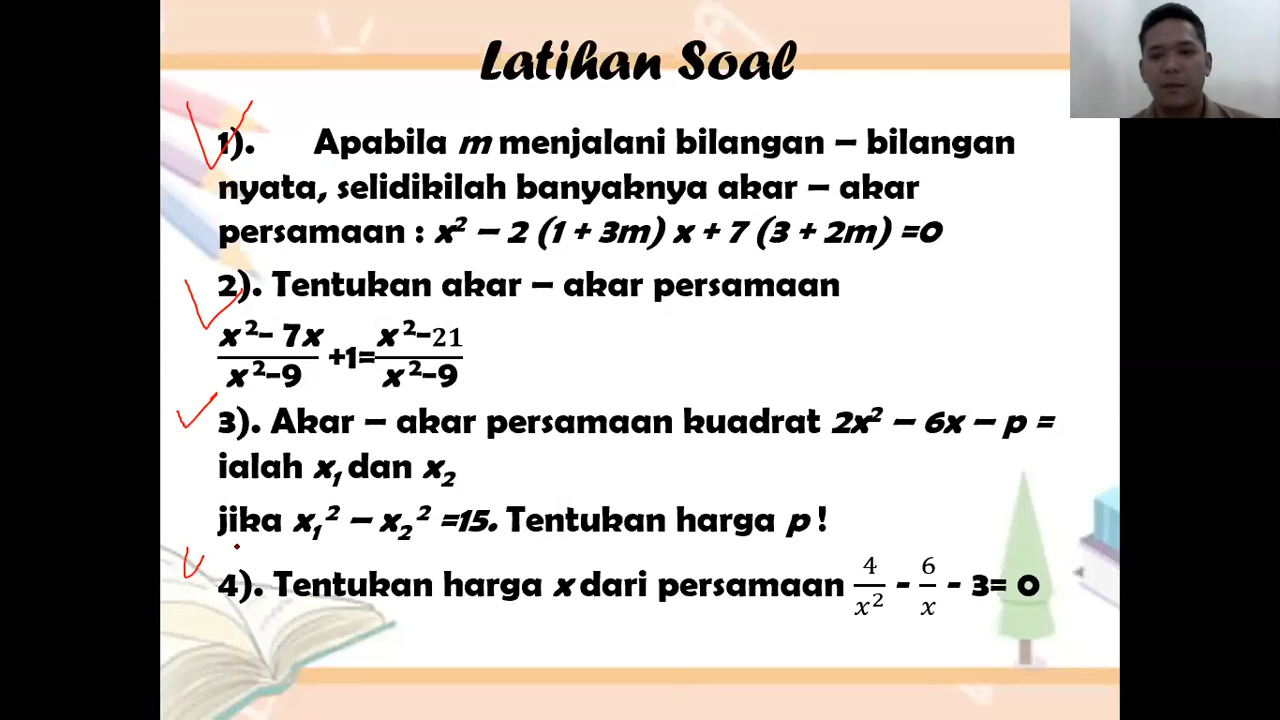 Latihan Soal
1). Apabila m menjalani bilangan – bilangan
nyata, selidikilah banyaknya akar – akar
persamaan : x² – 2 (1 + 3m) x + 7 (3 + 2m) =0
2). Tentukan akar – akar persamaan
(x²– 7x)/(x²–9) +1= (x²–21)/(x²–9)
3). Akar – akar persamaan kuadrat 2x² – 6x – p =
ialah x₁ dan x₂
jika x₁² – x₂² =15. Tentukan harga p !
4). Tentukan harga x dari persamaan 4/x² - 6/x - 3= 0